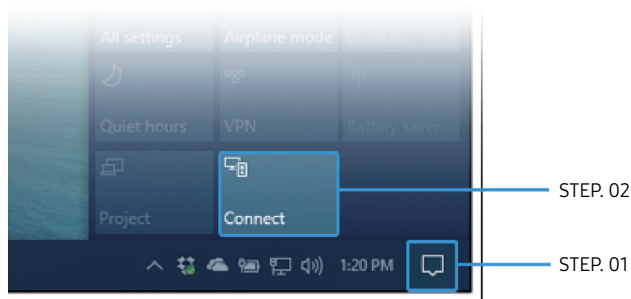 All settings Airplane mode Location
Quiet hours VPN Battery saver
Project Connect
STEP. 02
1:20 PM
STEP. 01